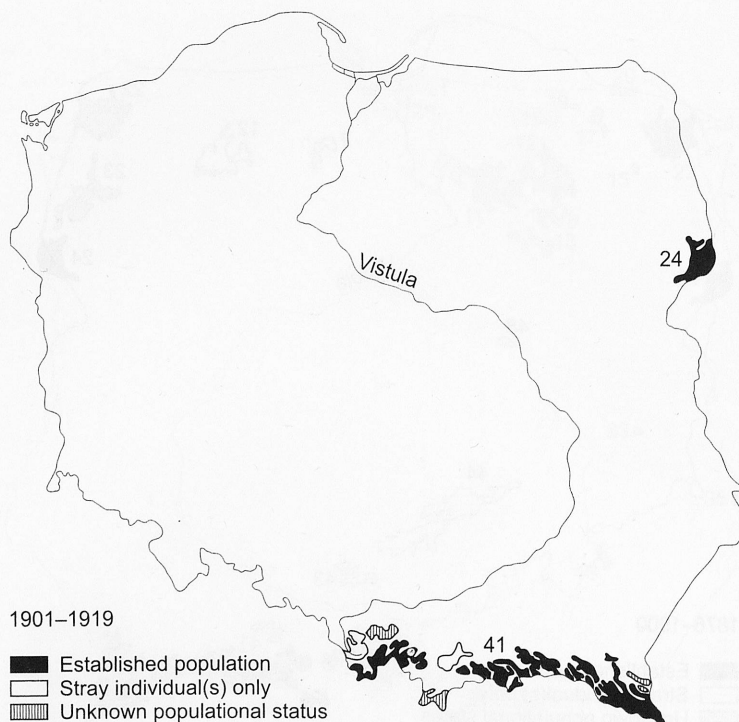 24
Vistula
41
1901–1919
Established population
Stray individual(s) only
Unknown populational status